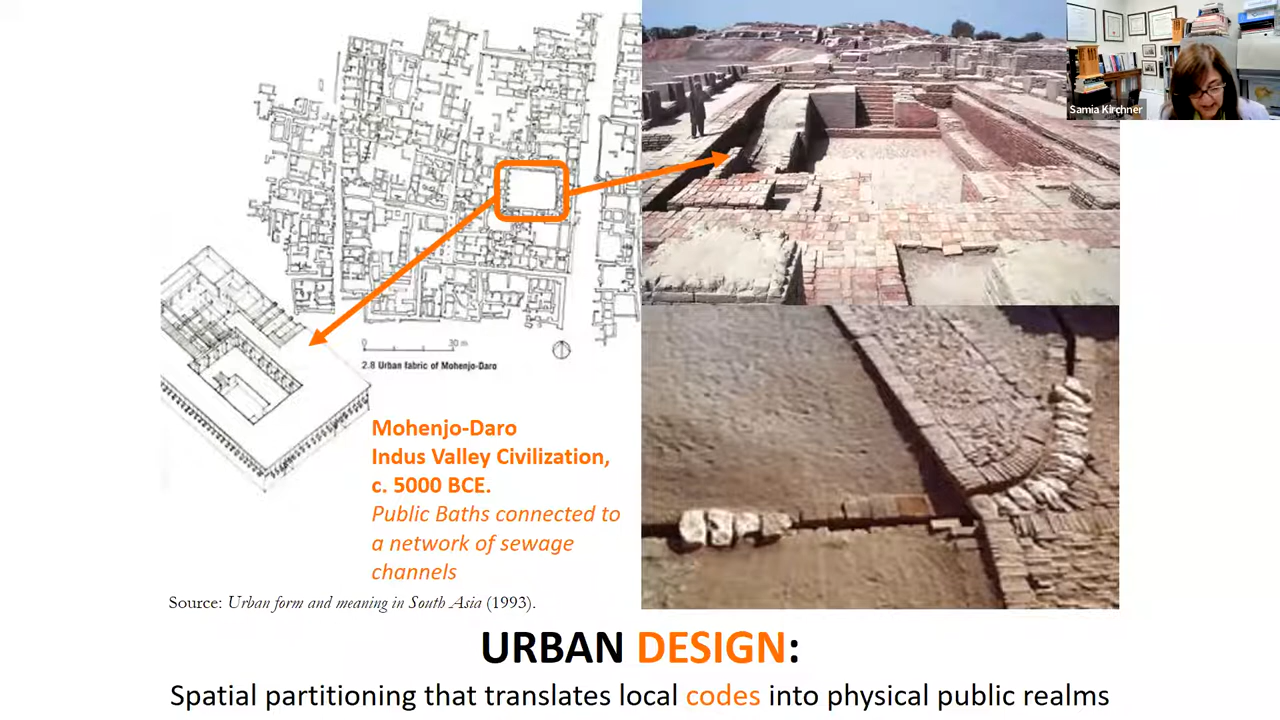 Samia Kirchner
30 m
2.8 Urban fabric of Mohenjo-Daro
Mohenjo-Daro
Indus Valley Civilization,
c. 5000 BCE.
Public Baths connected to
a network of sewage
channels
Source: Urban form and meaning in South Asia (1993).
URBAN DESIGN:
Spatial partitioning that translates local codes into physical public realms